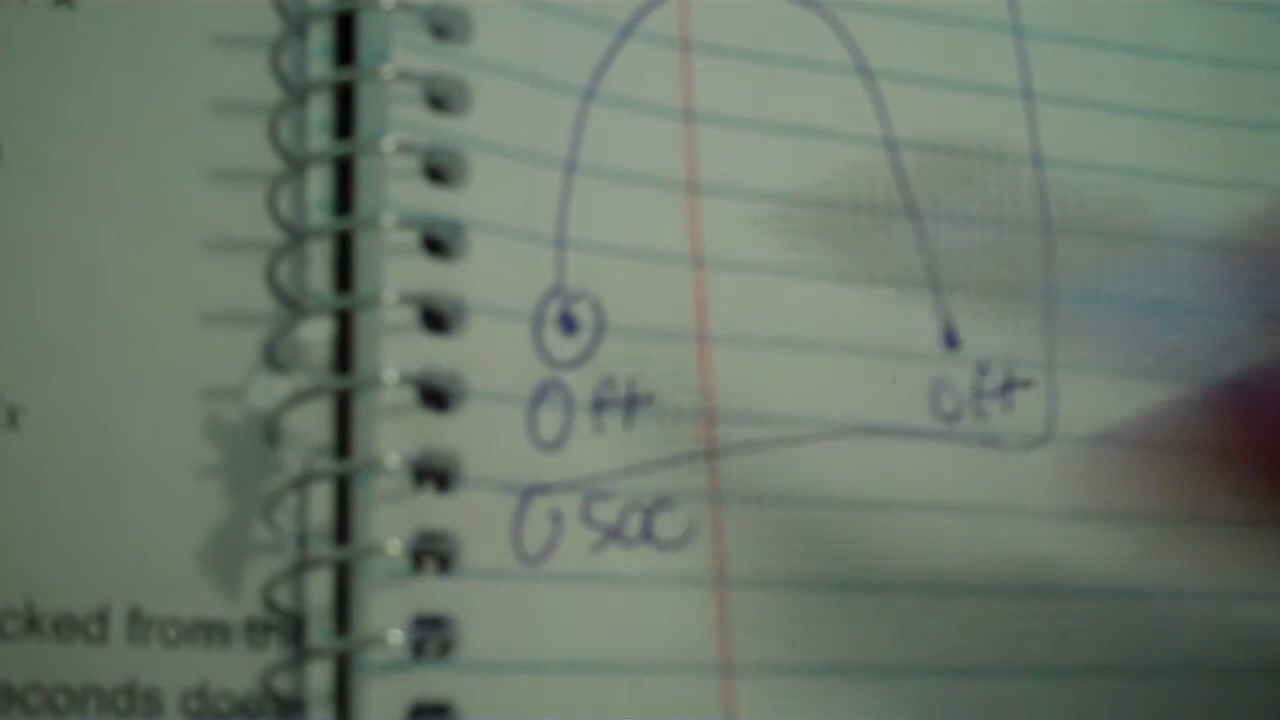 0 ft
0 ft
0 sec
cked from the
econds does